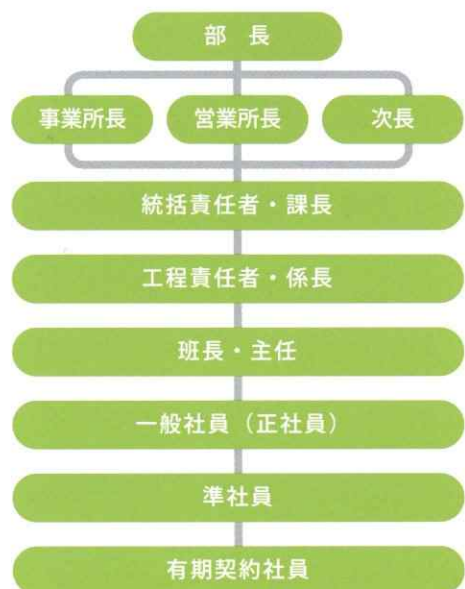 部 長
事業所長
営業所長
次長
統括責任者・課長
工程責任者・係長
班長・主任
一般社員（正社員）
準社員
有期契約社員